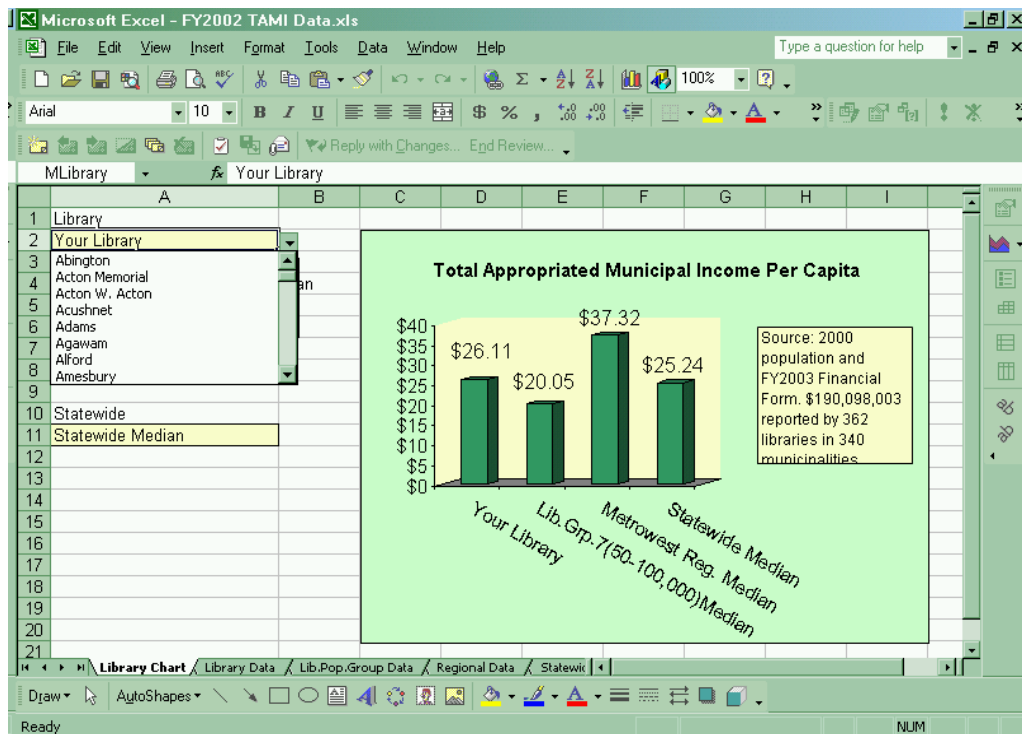 Microsoft Excel - FY2002 TAMI Data.xls
File Edit View Insert Format Tools Data Window Help
Type a question for help
100%
Arial 10 B I U $ % ,
Reply with Changes... End Review...
MLibrary fx Your Library
A B C D E F G H I
1 Library
2 Your Library
3 Abington
Acton Memorial
4 an
Acton W. Acton
5 Acushnet
6 Adams
7 Agawam
Alford
8 Amesbury
9
10 Statewide
11 Statewide Median
12
13
14
15
16
17
18
19
20
21
Total Appropriated Municipal Income Per Capita
$40
$35
$30
$25
$20
$15
$10
$5
$0
$26.11
$20.05
$37.32
$25.24
Your Library
Lib. Grp. 7(50-100,000)Median
Metrowest Reg. Median
Statewide Median
Source: 2000
population and
FY2003 Financial
Form. $190,098,003
reported by 362
libraries in 340
municipalities
Library Chart Library Data Lib.Pop.Group Data Regional Data Statewid
Draw AutoShapes
Ready NUM